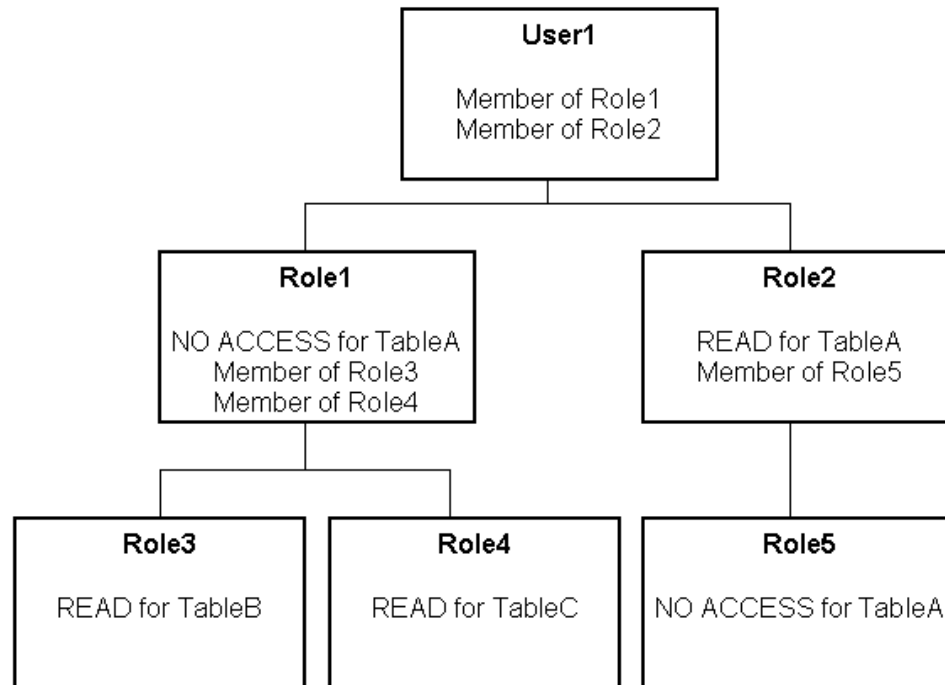 User1
Member of Role1
Member of Role2
Role1
NO ACCESS for TableA
Member of Role3
Member of Role4
Role2
READ for TableA
Member of Role5
Role3
READ for TableB
Role4
READ for TableC
Role5
NO ACCESS for TableA